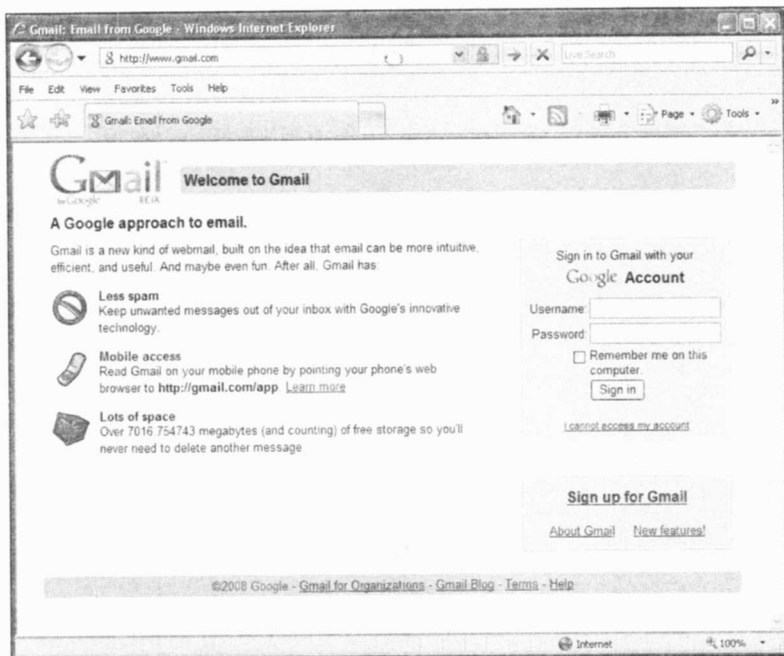 Gmail: Email from Google - Windows Internet Explorer
http://www.gmail.com
Live Search
File Edit View Favorites Tools Help
Gmail: Email from Google
Page Tools
Gmail
by Google BETA
Welcome to Gmail
A Google approach to email.
Gmail is a new kind of webmail, built on the idea that email can be more intuitive,
efficient, and useful. And maybe even fun. After all, Gmail has:
Less spam
Keep unwanted messages out of your inbox with Google's innovative
technology.
Mobile access
Read Gmail on your mobile phone by pointing your phone's web
browser to http://gmail.com/app. Learn more
Lots of space
Over 7016.754743 megabytes (and counting) of free storage so you'll
never need to delete another message
Sign in to Gmail with your
Google Account
Username:
Password:
Remember me on this
computer.
Sign in
I cannot access my account
Sign up for Gmail
About Gmail New features!
©2008 Google - Gmail for Organizations - Gmail Blog - Terms - Help
Internet 100%